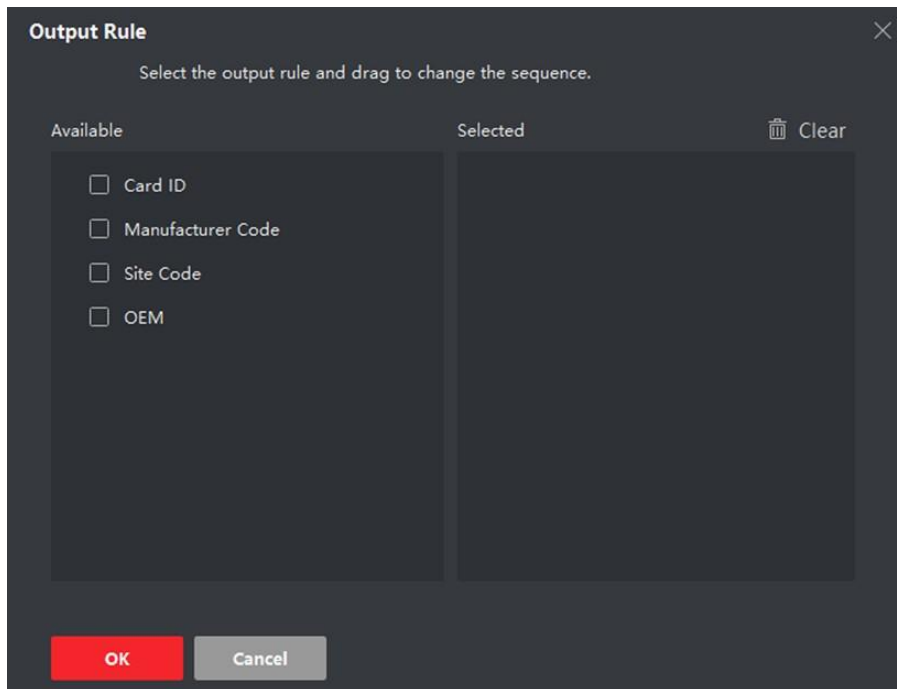 Output Rule
Select the output rule and drag to change the sequence.
Available
Selected
Clear
Card ID
Manufacturer Code
Site Code
OEM
OK
Cancel